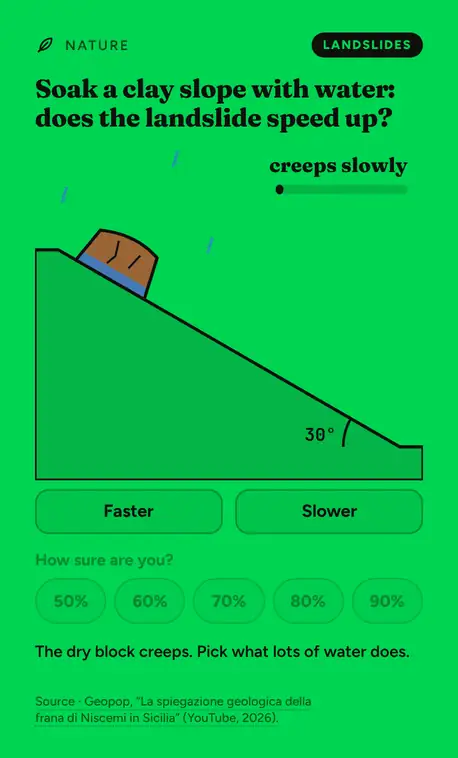 NATURE
LANDSLIDES
Soak a clay slope with water:
does the landslide speed up?
creeps slowly
30°
Faster
Slower
How sure are you?
50%
60%
70%
80%
90%
The dry block creeps. Pick what lots of water does.
Source · Geopop, “La spiegazione geologica della
frana di Niscemi in Sicilia” (YouTube, 2026).